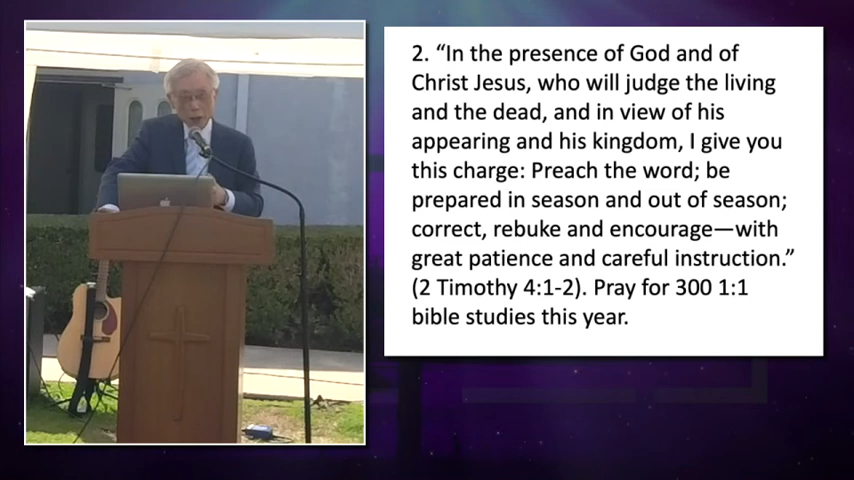 2. “In the presence of God and of
Christ Jesus, who will judge the living
and the dead, and in view of his
appearing and his kingdom, I give you
this charge: Preach the word; be
prepared in season and out of season;
correct, rebuke and encourage—with
great patience and careful instruction.”
(2 Timothy 4:1-2). Pray for 300 1:1
bible studies this year.